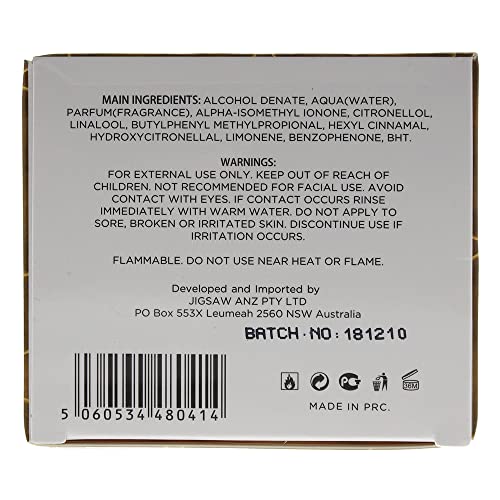 MAIN INGREDIENTS: ALCOHOL DENATE, AQUA(WATER),
PARFUM(FRAGRANCE), ALPHA-ISOMETHYL IONONE, CITRONELLOL,
LINALOOL, BUTYLPHENYL METHYLPROPIONAL, HEXYL CINNAMAL,
HYDROXYCITRONELLAL, LIMONENE, BENZOPHENONE, BHT.
WARNINGS:
FOR EXTERNAL USE ONLY. KEEP OUT OF REACH OF
CHILDREN. NOT RECOMMENDED FOR FACIAL USE. AVOID
CONTACT WITH EYES. IF CONTACT OCCURS RINSE
IMMEDIATELY WITH WARM WATER. DO NOT APPLY TO
SORE, BROKEN OR IRRITATED SKIN. DISCONTINUE USE IF
IRRITATION OCCURS.
FLAMMABLE. DO NOT USE NEAR HEAT OR FLAME.
Developed and Imported by
JIGSAW ANZ PTY LTD
PO Box 553X Leumeah 2560 NSW Australia
BATCH-NO: 181210
5 060534 480414
PG 36M
MADE IN PRC.